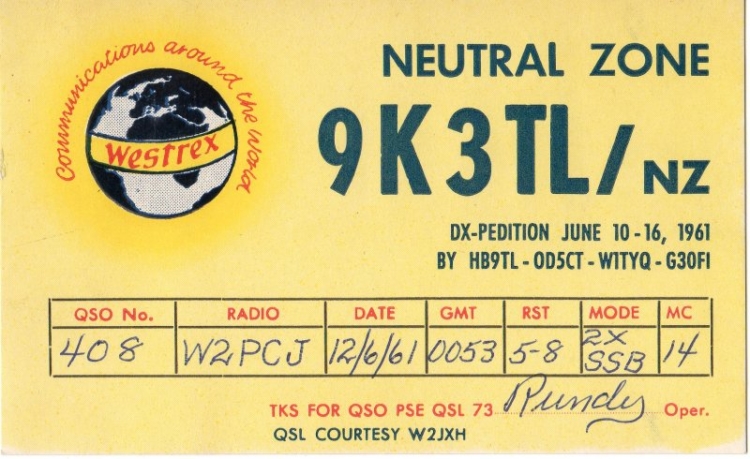 Communications around the World
Westrex
NEUTRAL ZONE
9K3TL/NZ
DX-PEDITION JUNE 10-16, 1961
BY HB9TL - OD5CT - W1TYQ - G3OFI
QSO No. RADIO DATE GMT RST MODE MC
408 W2PCJ 12/6/61 0053 5-8 2X SSB 14
TKS FOR QSO PSE QSL 73 Rundy Oper.
QSL COURTESY W2JXH